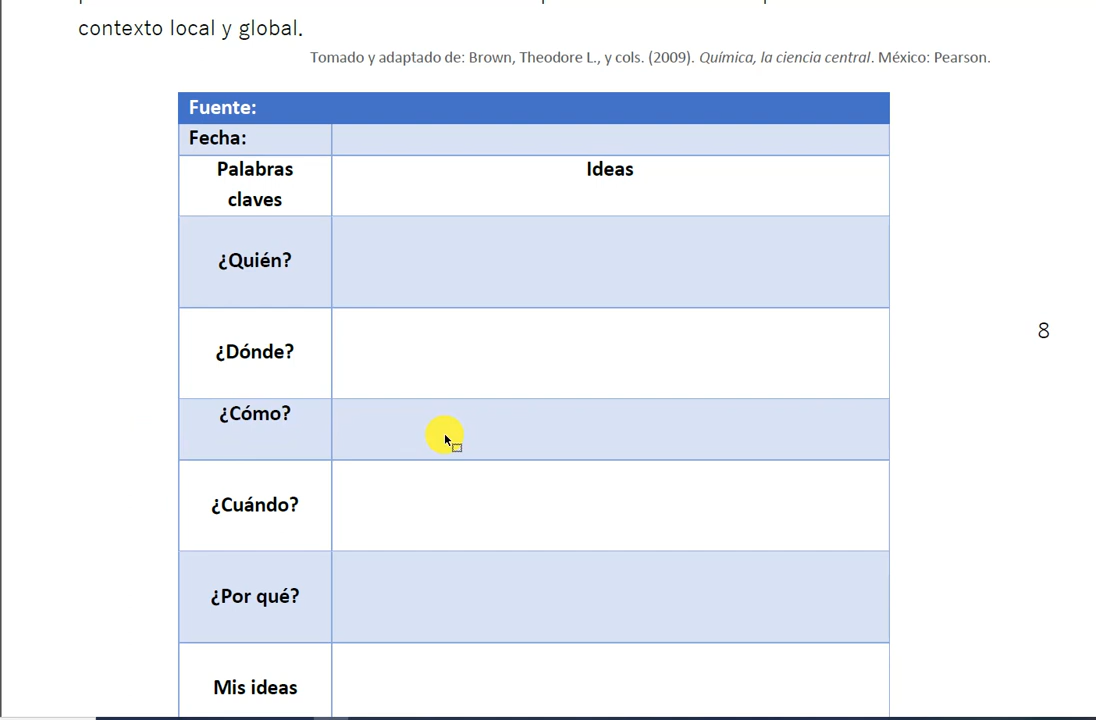 contexto local y global.
Tomado y adaptado de: Brown, Theodore L., y cols. (2009). Química, la ciencia central. México: Pearson.
Fuente:
Fecha:
Palabras claves
Ideas
¿Quién?
¿Dónde?
8
¿Cómo?
¿Cuándo?
¿Por qué?
Mis ideas